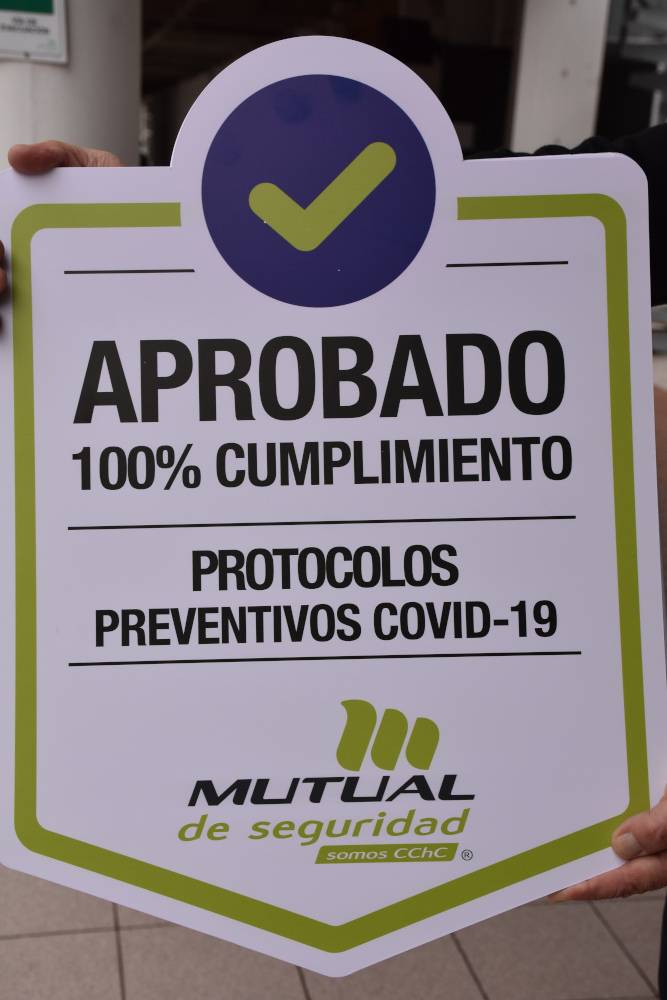 APROBADO
100% CUMPLIMIENTO
PROTOCOLOS
PREVENTIVOS COVID-19
MUTUAL
de seguridad
somos CChC ®